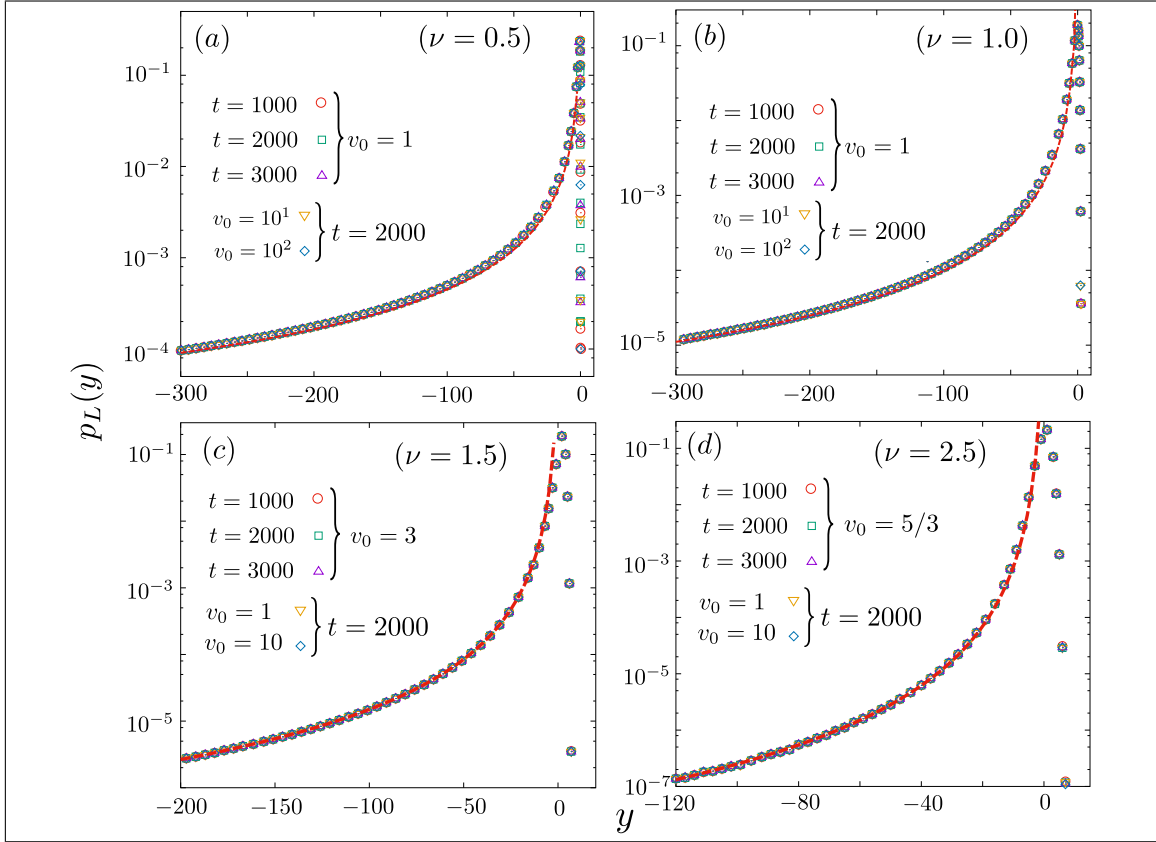 (a) (ν = 0.5)
10⁻¹
10⁻²
10⁻³
10⁻⁴
t = 1000
t = 2000
t = 3000
v₀ = 1
v₀ = 10¹
v₀ = 10²
t = 2000
−300 −200 −100 0
(b) (ν = 1.0)
10⁻¹
10⁻³
10⁻⁵
t = 1000
t = 2000
t = 3000
v₀ = 1
v₀ = 10¹
v₀ = 10²
t = 2000
−300 −200 −100 0
p_L(y)
(c) (ν = 1.5)
10⁻¹
10⁻³
10⁻⁵
t = 1000
t = 2000
t = 3000
v₀ = 3
v₀ = 1
v₀ = 10
t = 2000
−200 −150 −100 −50 0
(d) (ν = 2.5)
10⁻¹
10⁻³
10⁻⁵
10⁻⁷
t = 1000
t = 2000
t = 3000
v₀ = 5/3
v₀ = 1
v₀ = 10
t = 2000
−120 −80 −40 0
y